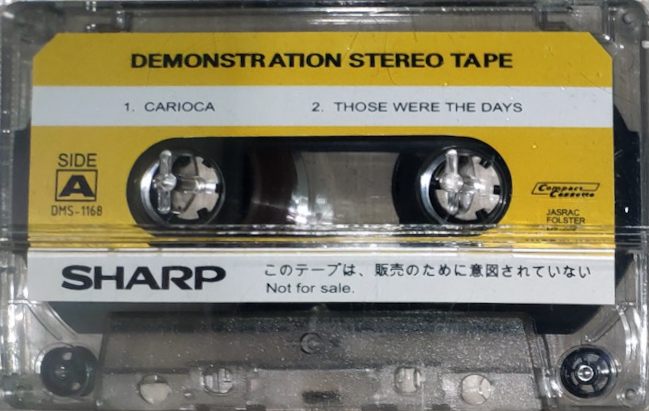 DEMONSTRATION STEREO TAPE
1. CARIOCA 2. THOSE WERE THE DAYS
SIDE
A
DMS-1168
Compact
Cassette
JASRAC
FOLSTER
SHARP
このテープは、販売のために意図されていない
Not for sale.